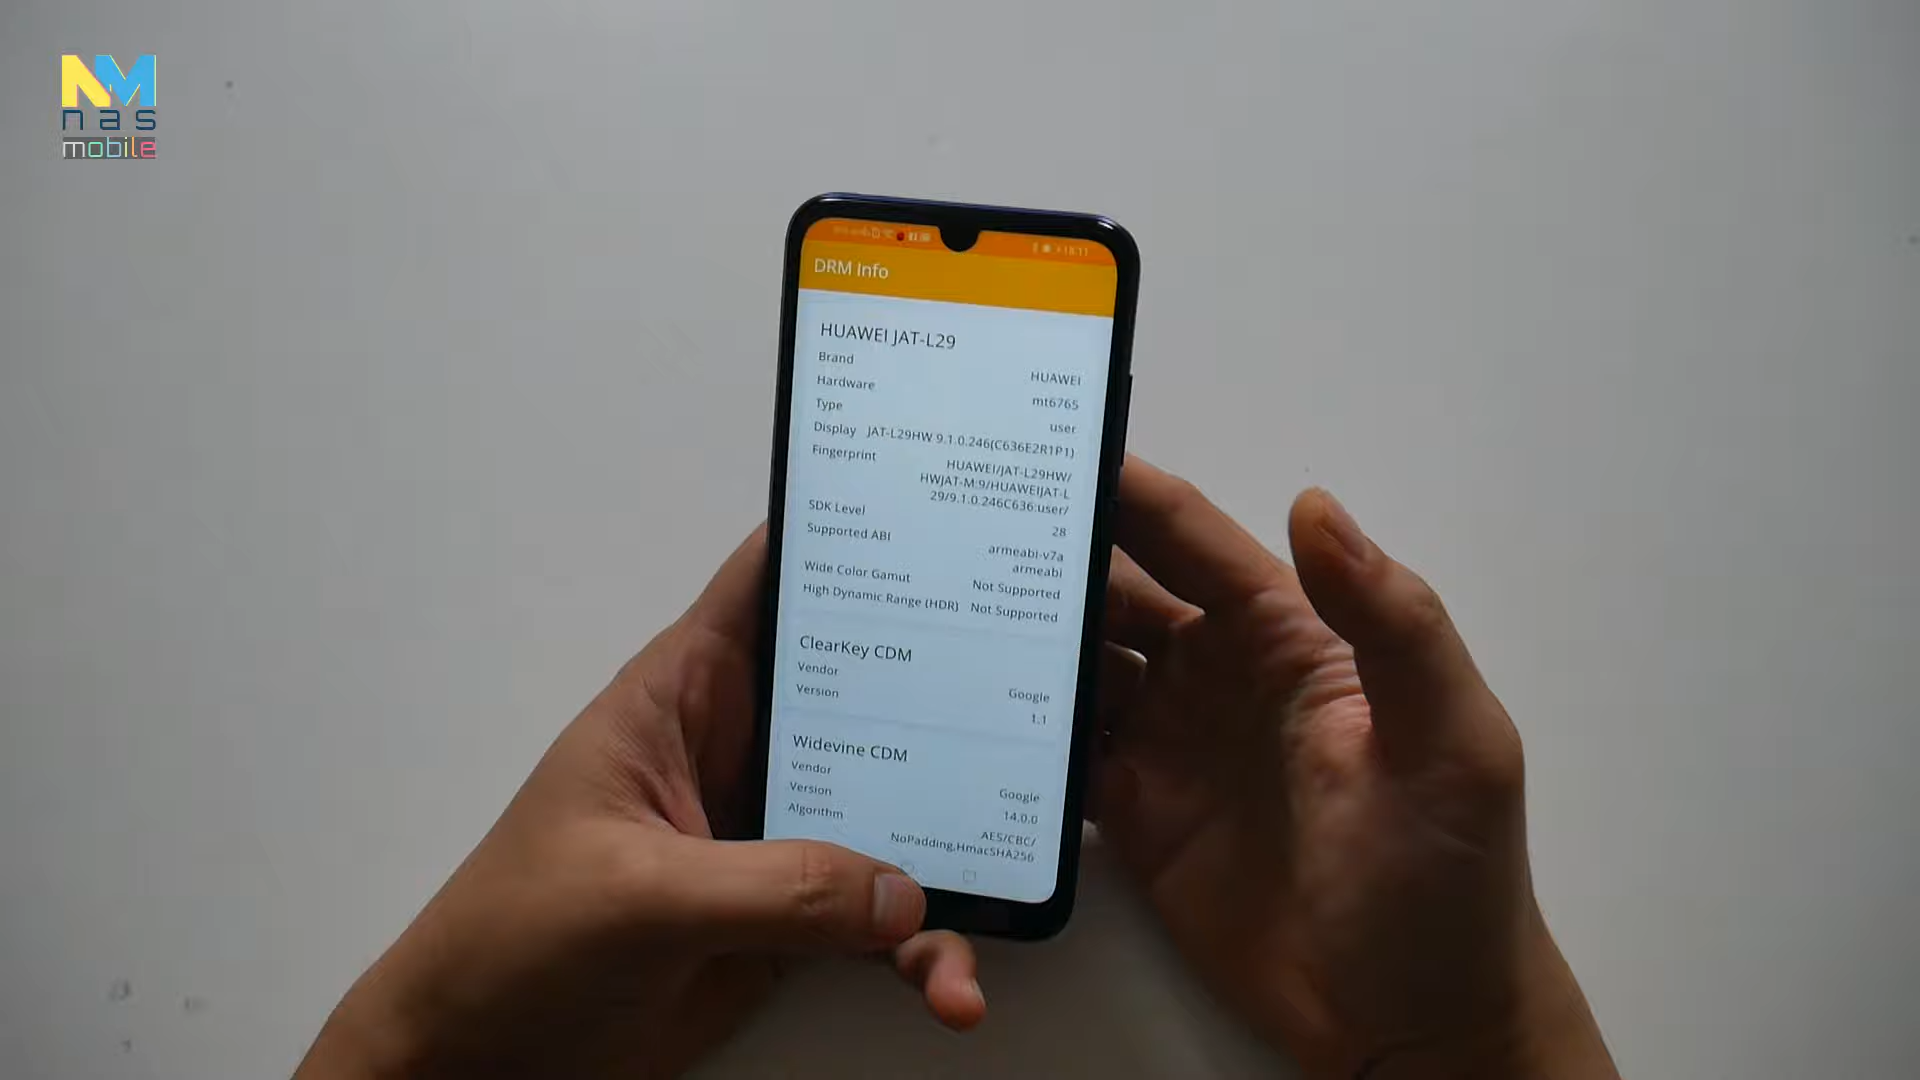 NM
nas
mobile
DRM Info
HUAWEI JAT-L29
Brand HUAWEI
Hardware mt6765
Type user
Display JAT-L29HW 9.1.0.246(C636E2R1P1)
Fingerprint HUAWEI/JAT-L29HW/
HWJAT-M:9/HUAWEIJAT-L
29/9.1.0.246C636:user/
SDK Level 28
Supported ABI armeabi-v7a
armeabi
Wide Color Gamut Not Supported
High Dynamic Range (HDR) Not Supported
ClearKey CDM
Vendor Google
Version 1.1
Widevine CDM
Vendor Google
Version 14.0.0
Algorithm AES/CBC/
NoPadding,HmacSHA256